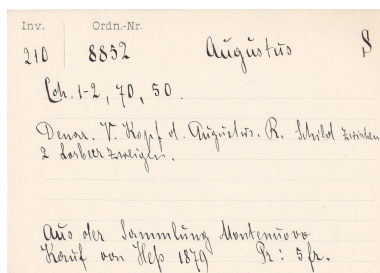 Inv. Ordn.-Nr.
210 8852 Augustus
Coh. 1-2, 70, 50.
Denar. V. Kopf d. Augustus. R. Schild zwischen
2 Lorbeerzweigen.
Aus der Sammlung Montenuovo
Kauf von Heß 1879 Pr: 5 fr.